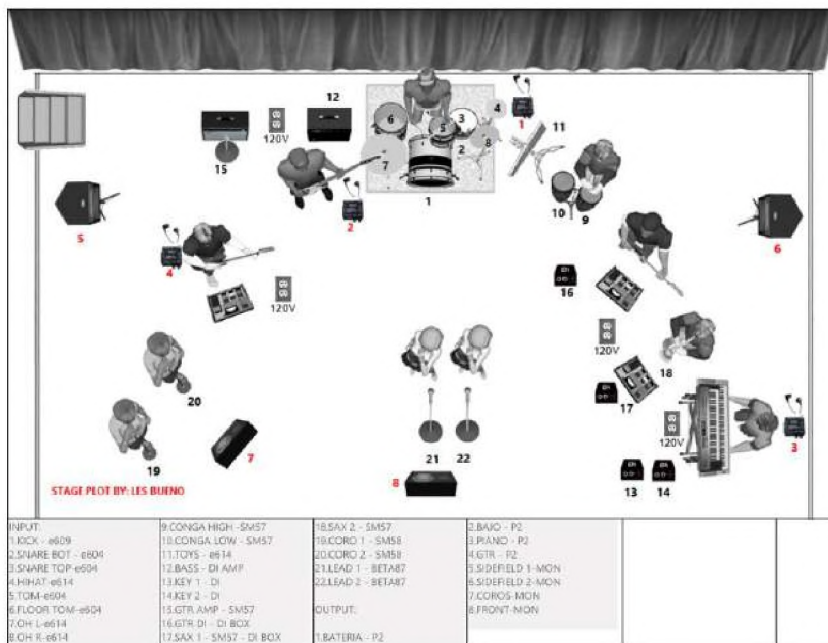 12
4
6
3
1
11
5
120V
2
8
15
7
1
10
9
2
5
6
4
16
120V
120V
18
20
17
120V
21
22
7
3
19
8
13
14
STAGE PLOT BY: LES BUENO
INPUT:
1.KICK - e609
2.SNARE BOT - e604
3.SNARE TOP-e604
4.HIHAT-e614
5.TOM-e604
6.FLOOR TOM-e604
7.OH L-e614
8.OH R-e614
9.CONGA HIGH -SM57
10.CONGA LOW - SM57
11.TOYS - e614
12.BASS - DI AMP
13.KEY 1 - DI
14.KEY 2 - DI
15.GTR AMP - SM57
16.GTR DI - DI BOX
17.SAX 1 - SM57 - DI BOX
18.SAX 2 - SM57
19.CORO 1 - SM58
20.CORO 2 - SM58
21.LEAD 1 - BETA87
22.LEAD 2 - BETA87
OUTPUT:
1.BATERIA - P2
2.BAJO - P2
3.PIANO - P2
4.GTR - P2
5.SIDEFIELD 1-MON
6.SIDEFIELD 2-MON
7.COROS-MON
8.FRONT-MON